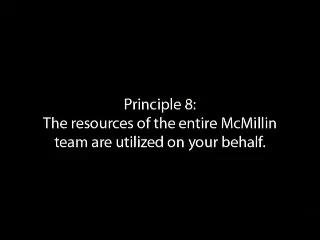 Principle 8:
The resources of the entire McMillin
team are utilized on your behalf.